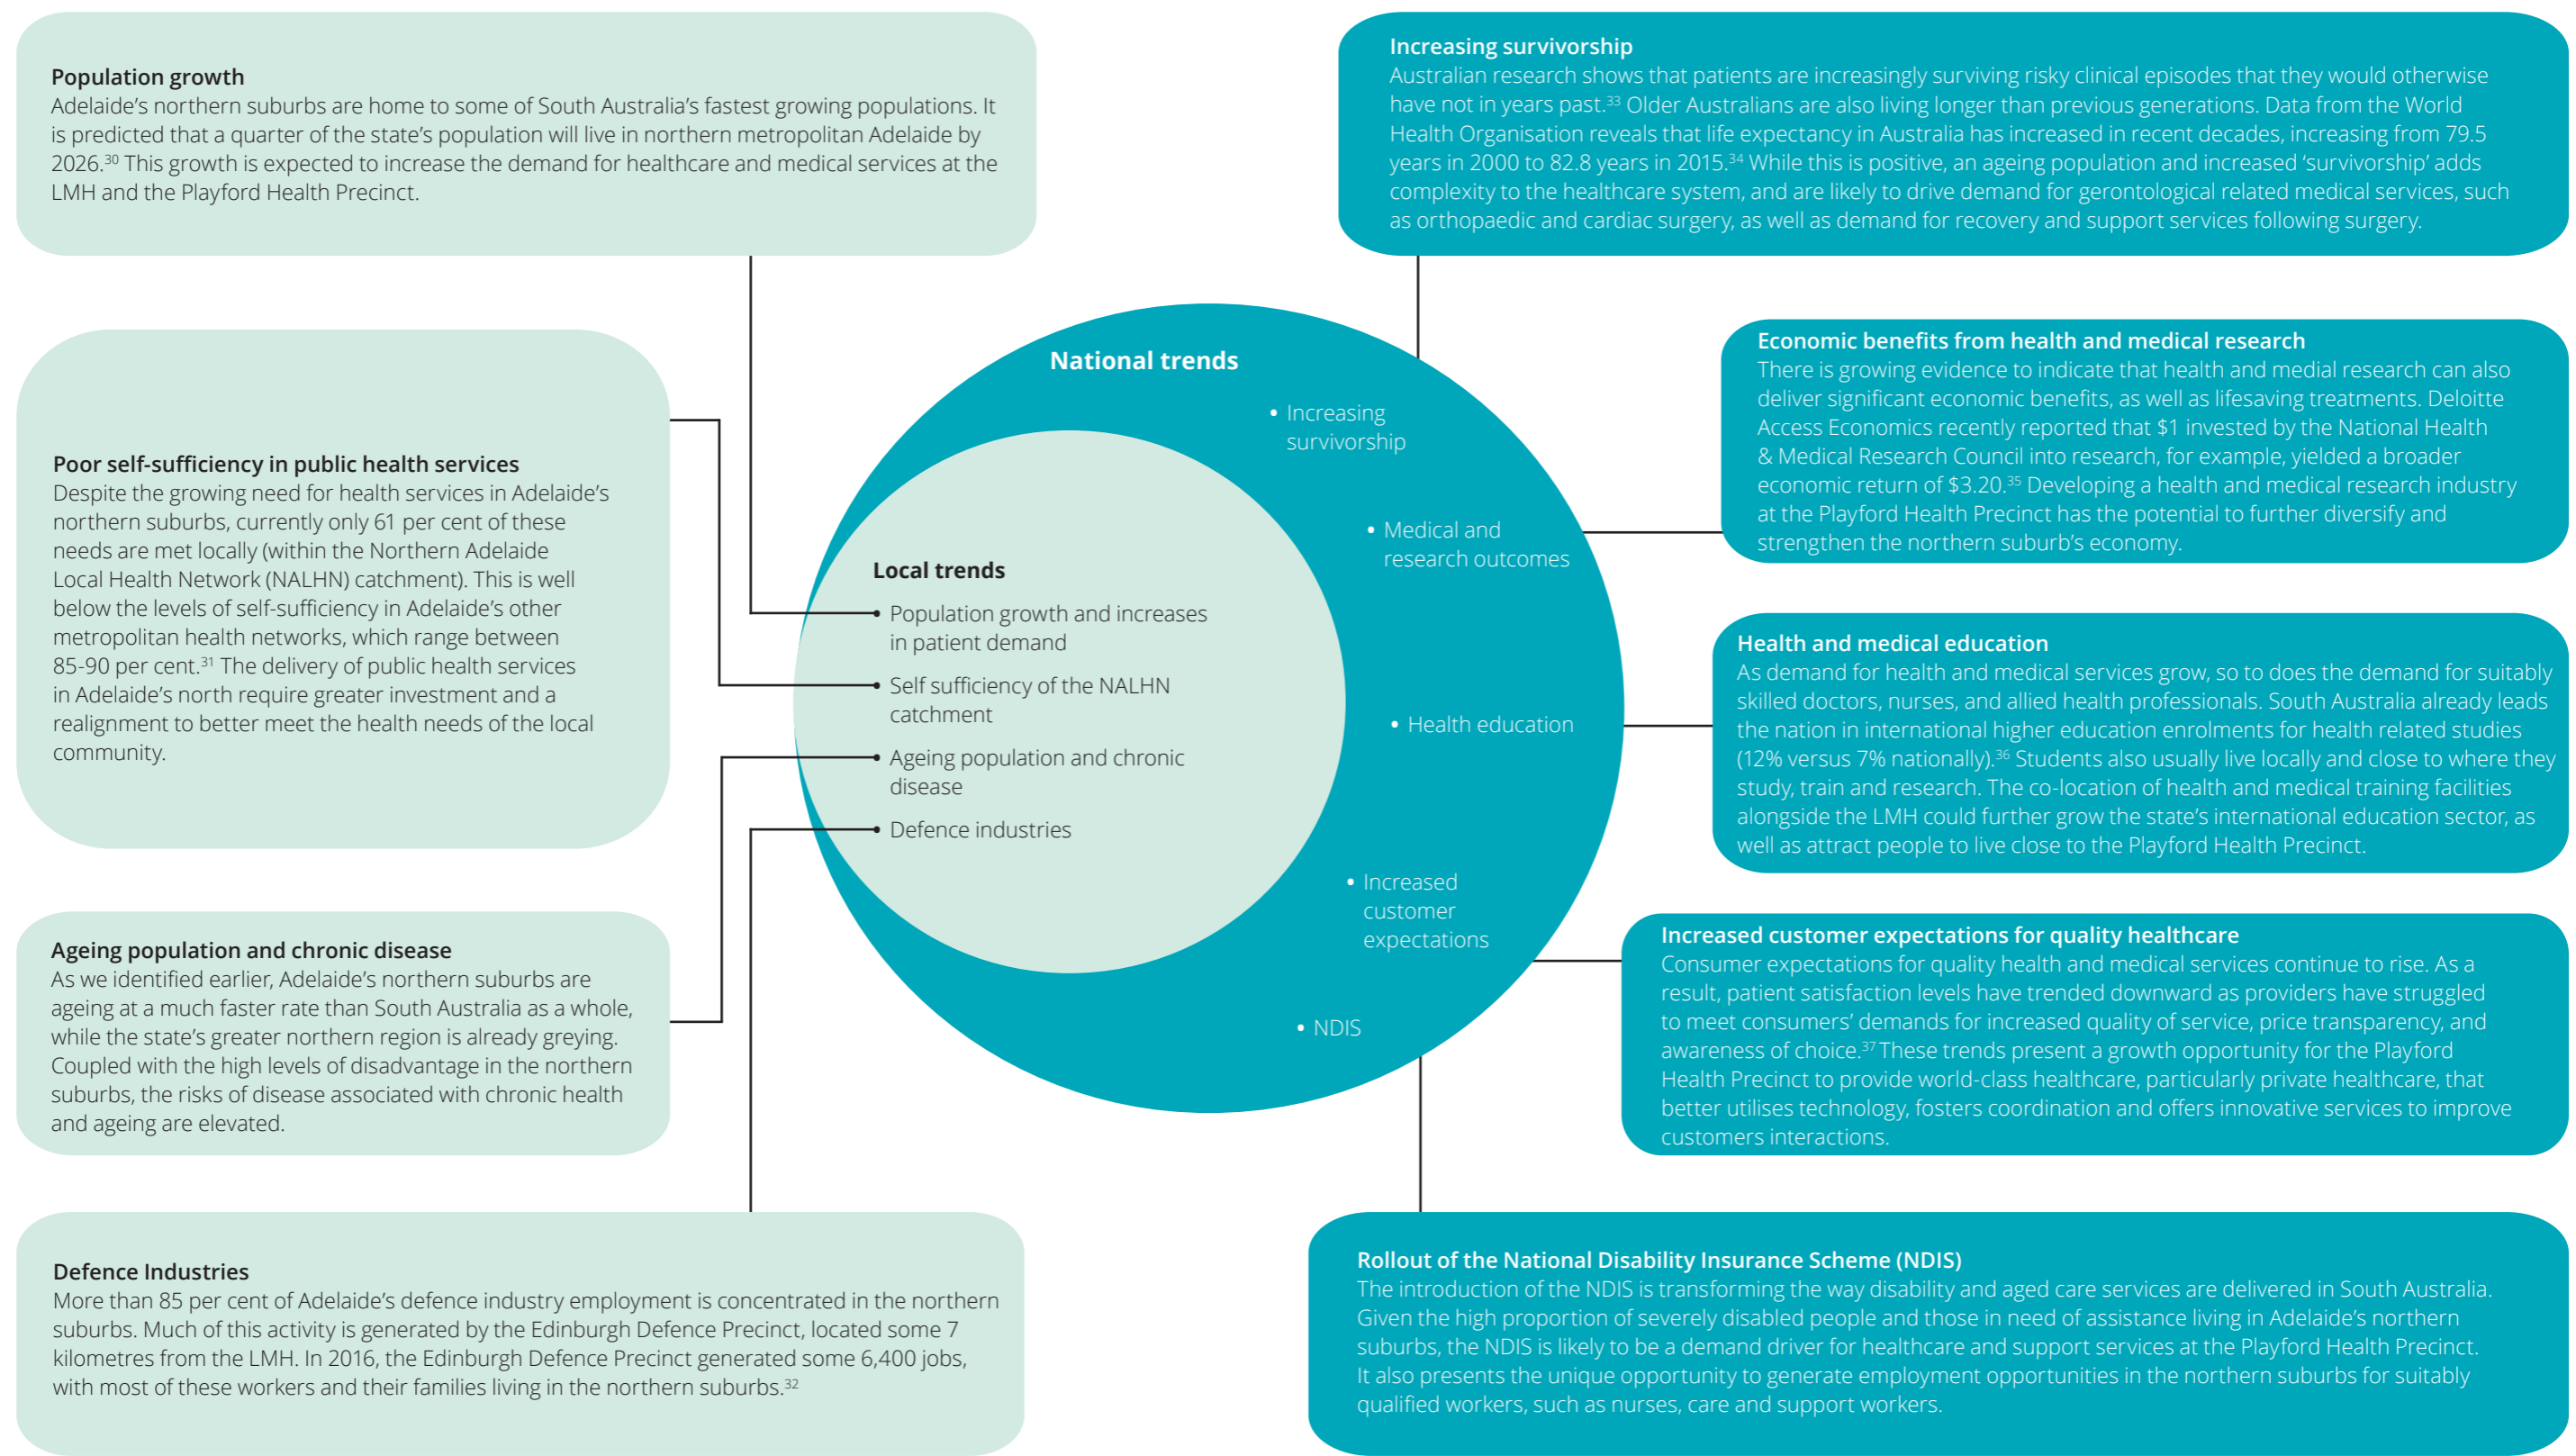 Population growth
Adelaide’s northern suburbs are home to some of South Australia’s fastest growing populations. It
is predicted that a quarter of the state’s population will live in northern metropolitan Adelaide by
2026.³⁰ This growth is expected to increase the demand for healthcare and medical services at the
LMH and the Playford Health Precinct.
Poor self-sufficiency in public health services
Despite the growing need for health services in Adelaide’s
northern suburbs, currently only 61 per cent of these
needs are met locally (within the Northern Adelaide
Local Health Network (NALHN) catchment). This is well
below the levels of self-sufficiency in Adelaide’s other
metropolitan health networks, which range between
85-90 per cent.³¹ The delivery of public health services
in Adelaide’s north require greater investment and a
realignment to better meet the health needs of the local
community.
Ageing population and chronic disease
As we identified earlier, Adelaide’s northern suburbs are
ageing at a much faster rate than South Australia as a whole,
while the state’s greater northern region is already greying.
Coupled with the high levels of disadvantage in the northern
suburbs, the risks of disease associated with chronic health
and ageing are elevated.
Defence Industries
More than 85 per cent of Adelaide’s defence industry employment is concentrated in the northern
suburbs. Much of this activity is generated by the Edinburgh Defence Precinct, located some 7
kilometres from the LMH. In 2016, the Edinburgh Defence Precinct generated some 6,400 jobs,
with most of these workers and their families living in the northern suburbs.³²
Local trends
• Population growth and increases
in patient demand
• Self sufficiency of the NALHN
catchment
• Ageing population and chronic
disease
• Defence industries
National trends
• Increasing
survivorship
• Medical and
research outcomes
• Health education
• Increased
customer
expectations
• NDIS
Increasing survivorship
Australian research shows that patients are increasingly surviving risky clinical episodes that they would otherwise
have not in years past.³³ Older Australians are also living longer than previous generations. Data from the World
Health Organisation reveals that life expectancy in Australia has increased in recent decades, increasing from 79.5
years in 2000 to 82.8 years in 2015.³⁴ While this is positive, an ageing population and increased ‘survivorship’ adds
complexity to the healthcare system, and are likely to drive demand for gerontological related medical services, such
as orthopaedic and cardiac surgery, as well as demand for recovery and support services following surgery.
Economic benefits from health and medical research
There is growing evidence to indicate that health and medial research can also
deliver significant economic benefits, as well as lifesaving treatments. Deloitte
Access Economics recently reported that $1 invested by the National Health
& Medical Research Council into research, for example, yielded a broader
economic return of $3.20.³⁵ Developing a health and medical research industry
at the Playford Health Precinct has the potential to further diversify and
strengthen the northern suburb’s economy.
Health and medical education
As demand for health and medical services grow, so to does the demand for suitably
skilled doctors, nurses, and allied health professionals. South Australia already leads
the nation in international higher education enrolments for health related studies
(12% versus 7% nationally).³⁶ Students also usually live locally and close to where they
study, train and research. The co-location of health and medical training facilities
alongside the LMH could further grow the state’s international education sector, as
well as attract people to live close to the Playford Health Precinct.
Increased customer expectations for quality healthcare
Consumer expectations for quality health and medical services continue to rise. As a
result, patient satisfaction levels have trended downward as providers have struggled
to meet consumers’ demands for increased quality of service, price transparency, and
awareness of choice.³⁷ These trends present a growth opportunity for the Playford
Health Precinct to provide world-class healthcare, particularly private healthcare, that
better utilises technology, fosters coordination and offers innovative services to improve
customers interactions.
Rollout of the National Disability Insurance Scheme (NDIS)
The introduction of the NDIS is transforming the way disability and aged care services are delivered in South Australia.
Given the high proportion of severely disabled people and those in need of assistance living in Adelaide’s northern
suburbs, the NDIS is likely to be a demand driver for healthcare and support services at the Playford Health Precinct.
It also presents the unique opportunity to generate employment opportunities in the northern suburbs for suitably
qualified workers, such as nurses, care and support workers.